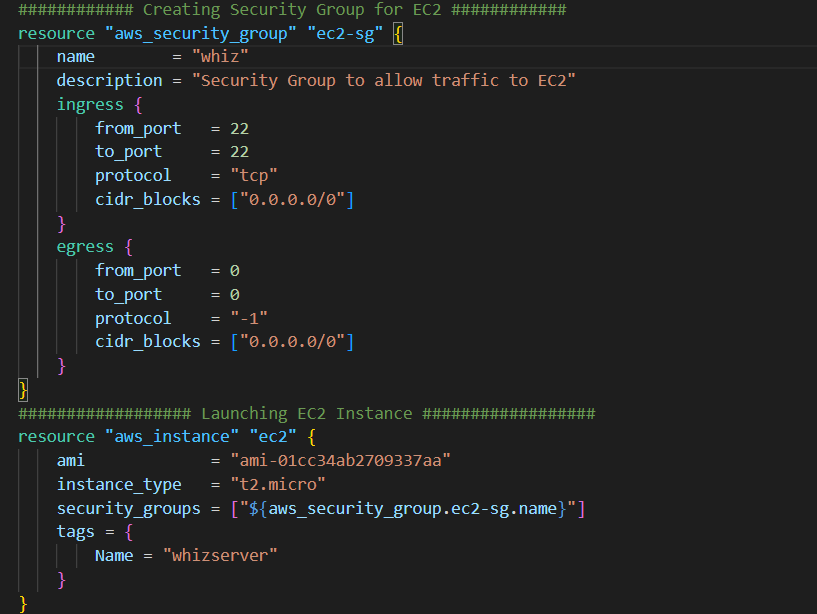 ############ Creating Security Group for EC2 ############
resource "aws_security_group" "ec2-sg" {
    name        = "whiz"
    description = "Security Group to allow traffic to EC2"
    ingress {
        from_port   = 22
        to_port     = 22
        protocol    = "tcp"
        cidr_blocks = ["0.0.0.0/0"]
    }
    egress {
        from_port   = 0
        to_port     = 0
        protocol    = "-1"
        cidr_blocks = ["0.0.0.0/0"]
    }
}
################## Launching EC2 Instance ##################
resource "aws_instance" "ec2" {
    ami             = "ami-01cc34ab2709337aa"
    instance_type   = "t2.micro"
    security_groups = ["${aws_security_group.ec2-sg.name}"]
    tags = {
        Name = "whizserver"
    }
}